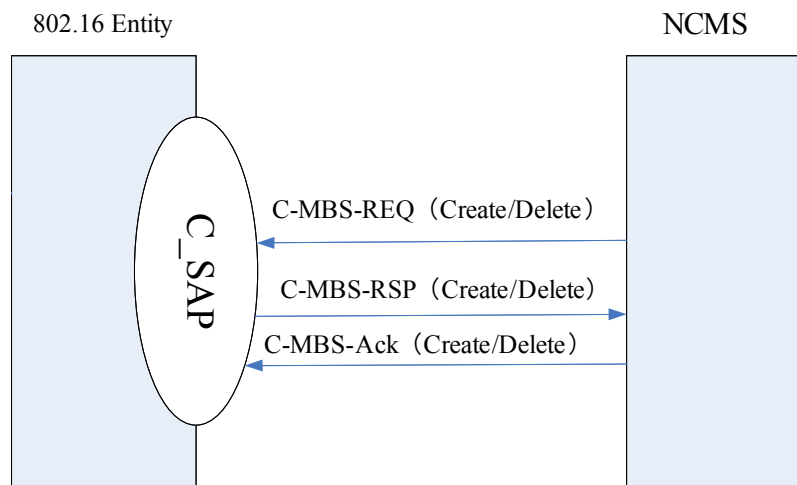 802.16 Entity
NCMS
C_SAP
C-MBS-REQ（Create/Delete）
C-MBS-RSP（Create/Delete）
C-MBS-Ack（Create/Delete）